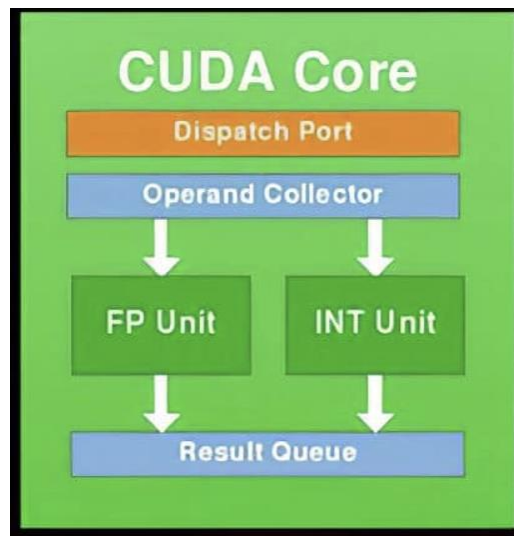 CUDA Core
Dispatch Port
Operand Collector
FP Unit
INT Unit
Result Queue